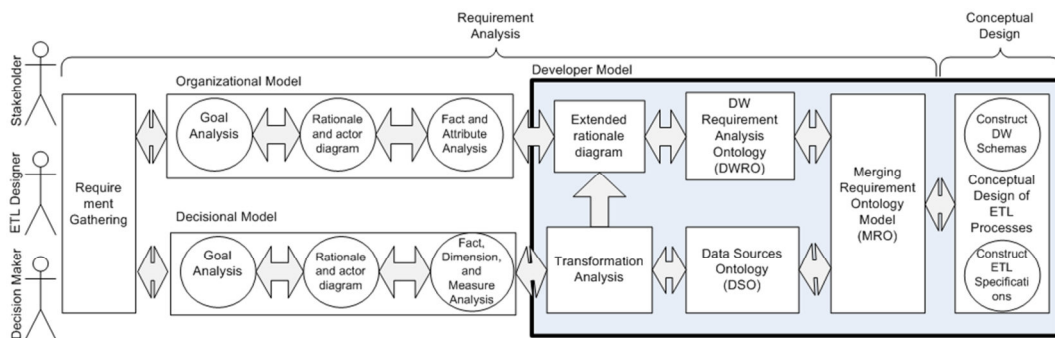 Requirement
Analysis
Conceptual
Design
Stakeholder
ETL Designer
Decision Maker
Require
ment
Gathering
Organizational Model
Goal
Analysis
Rationale
and actor
diagram
Fact and
Attribute
Analysis
Decisional Model
Goal
Analysis
Rationale
and actor
diagram
Fact,
Dimension,
and
Measure
Analysis
Developer Model
Extended
rationale
diagram
DW
Requirement
Analysis
Ontology
(DWRO)
Transformation
Analysis
Data Sources
Ontology
(DSO)
Merging
Requirement
Ontology
Model
(MRO)
Construct
DW
Schemas
Conceptual
Design of
ETL
Processes
Construct
ETL
Specificati
ons